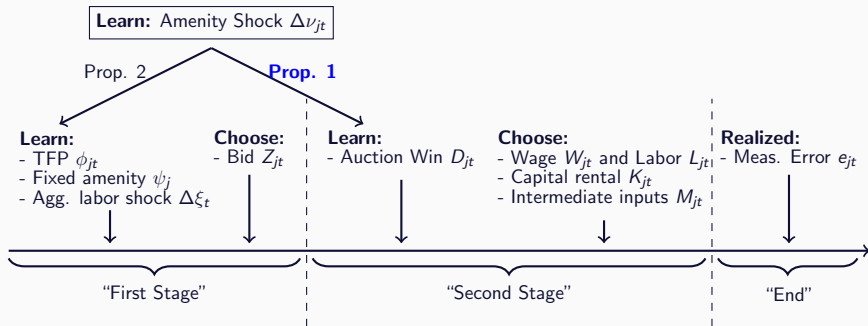 Learn: Amenity Shock Δν_jt
Prop. 2
Prop. 1
Learn:
- TFP ϕ_jt
- Fixed amenity ψ_j
- Agg. labor shock Δξ_t
Choose:
- Bid Z_jt
Learn:
- Auction Win D_jt
Choose:
- Wage W_jt and Labor L_jt
- Capital rental K_jt
- Intermediate inputs M_jt
Realized:
- Meas. Error e_jt
“First Stage”
“Second Stage”
“End”